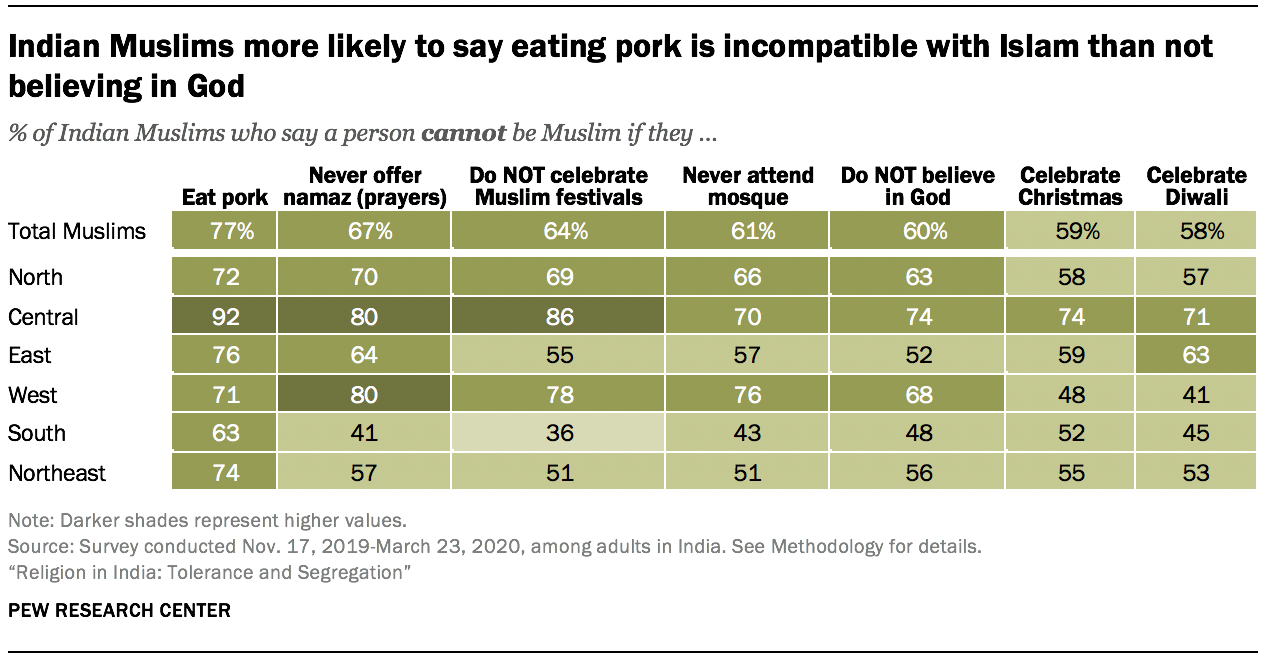 Indian Muslims more likely to say eating pork is incompatible with Islam than not
believing in God
% of Indian Muslims who say a person cannot be Muslim if they ...
Eat pork Never offer namaz (prayers) Do NOT celebrate Muslim festivals Never attend mosque Do NOT believe in God Celebrate Christmas Celebrate Diwali
Total Muslims 77% 67% 64% 61% 60% 59% 58%
North 72 70 69 66 63 58 57
Central 92 80 86 70 74 74 71
East 76 64 55 57 52 59 63
West 71 80 78 76 68 48 41
South 63 41 36 43 48 52 45
Northeast 74 57 51 51 56 55 53
Note: Darker shades represent higher values.
Source: Survey conducted Nov. 17, 2019-March 23, 2020, among adults in India. See Methodology for details.
“Religion in India: Tolerance and Segregation”
PEW RESEARCH CENTER